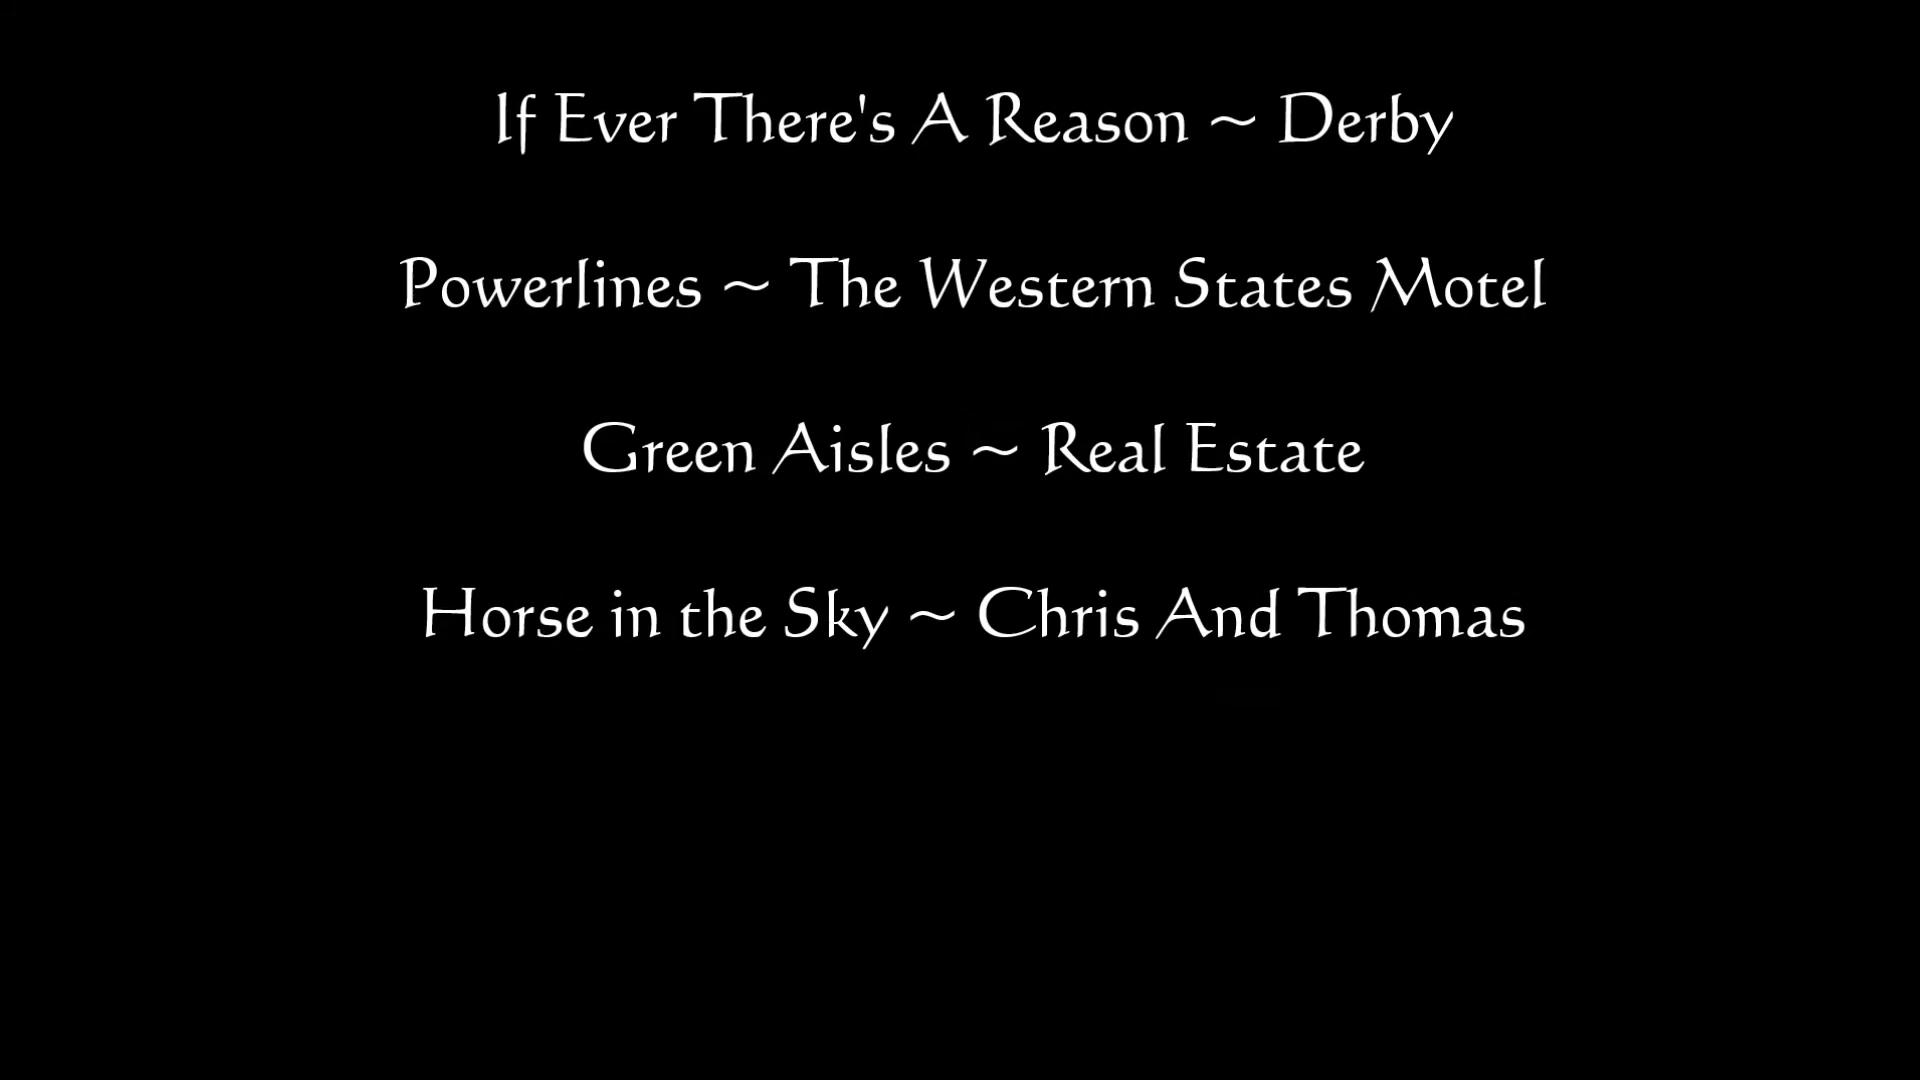 If Ever There's A Reason ~ Derby
Powerlines ~ The Western States Motel
Green Aisles ~ Real Estate
Horse in the Sky ~ Chris And Thomas